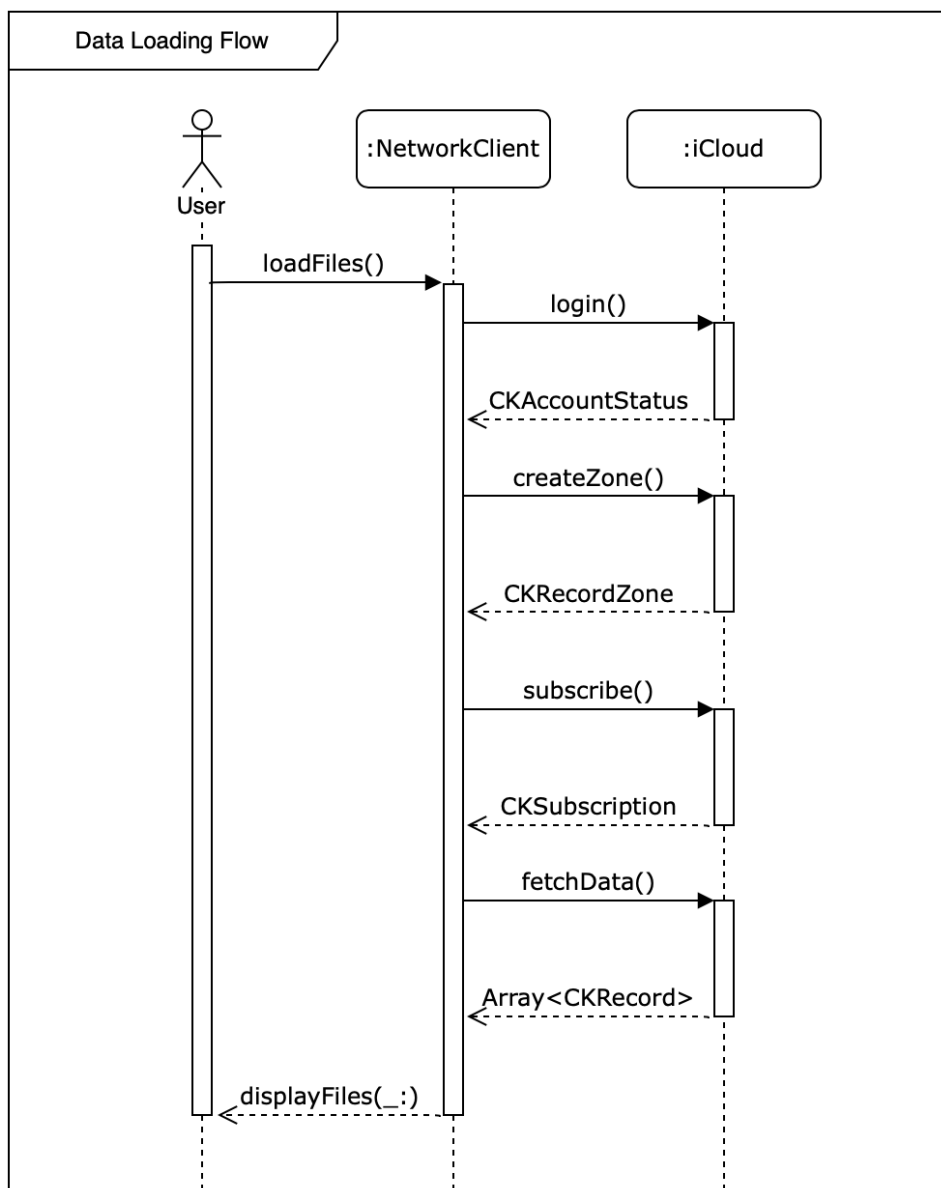 Data Loading Flow
:NetworkClient
:iCloud
User
loadFiles()
login()
CKAccountStatus
createZone()
CKRecordZone
subscribe()
CKSubscription
fetchData()
Array<CKRecord>
displayFiles(_:)